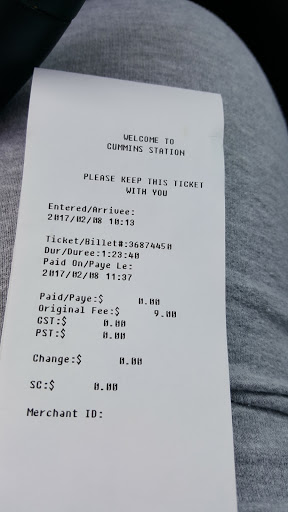 WELCOME TO
CUMMINS STATION
PLEASE KEEP THIS TICKET
WITH YOU
Entered/Arrivee:
2017/02/08 10:13
Ticket/Billet#:36874450
Dur/Duree:1:23:40
Paid On/Paye Le:
2017/02/08 11:37
Paid/Paye:$ 0.00
Original Fee:$ 9.00
GST:$ 0.00
PST:$ 0.00
Change:$ 0.00
SC:$ 0.00
Merchant ID: